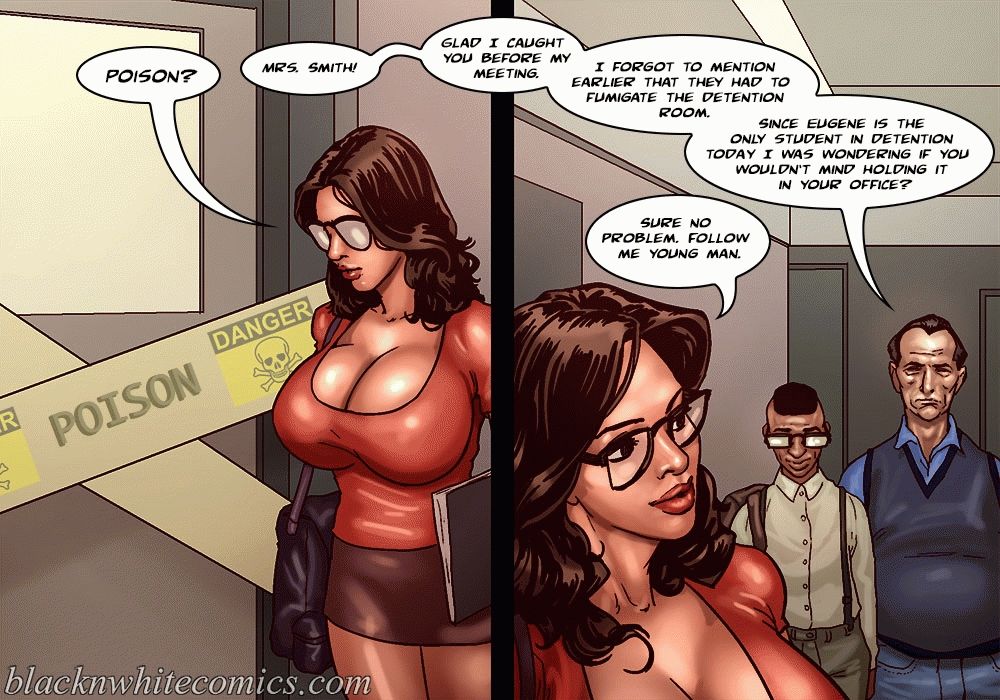 POISON?
MRS. SMITH!
GLAD I CAUGHT
YOU BEFORE MY
MEETING.
I FORGOT TO MENTION
EARLIER THAT THEY HAD TO
FUMIGATE THE DETENTION
ROOM.
SINCE EUGENE IS THE
ONLY STUDENT IN DETENTION
TODAY I WAS WONDERING IF YOU
WOULDN'T MIND HOLDING IT
IN YOUR OFFICE?
SURE NO
PROBLEM. FOLLOW
ME YOUNG MAN.
DANGER
POISON
R
blacknwhitecomics.com